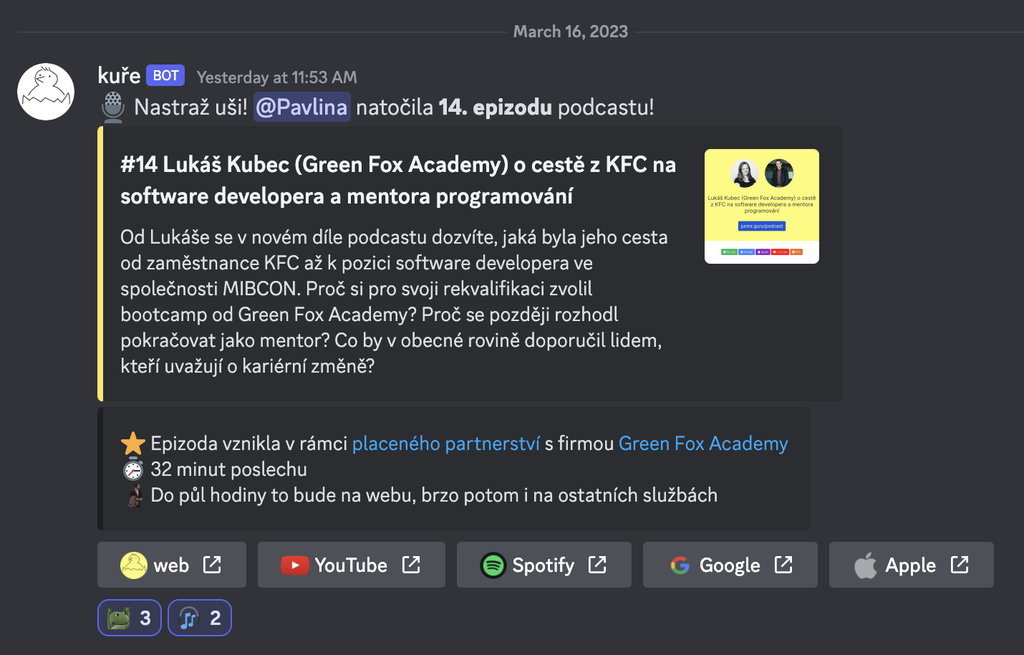 March 16, 2023
kuře BOT Yesterday at 11:53 AM
Nastraž uši! @Pavlina natočila 14. epizodu podcastu!
#14 Lukáš Kubec (Green Fox Academy) o cestě z KFC na
software developera a mentora programování
Od Lukáše se v novém díle podcastu dozvíte, jaká byla jeho cesta
od zaměstnance KFC až k pozici software developera ve
společnosti MIBCON. Proč si pro svoji rekvalifikaci zvolil
bootcamp od Green Fox Academy? Proč se později rozhodl
pokračovat jako mentor? Co by v obecné rovině doporučil lidem,
kteří uvažují o kariérní změně?
Lukáš Kubec (Green Fox Academy) o cestě
z KFC na software developera a mentora
programování
junior.guru/podcast
Epizoda vznikla v rámci placeného partnerství s firmou Green Fox Academy
32 minut poslechu
Do půl hodiny to bude na webu, brzo potom i na ostatních službách
web YouTube Spotify Google Apple
3 2